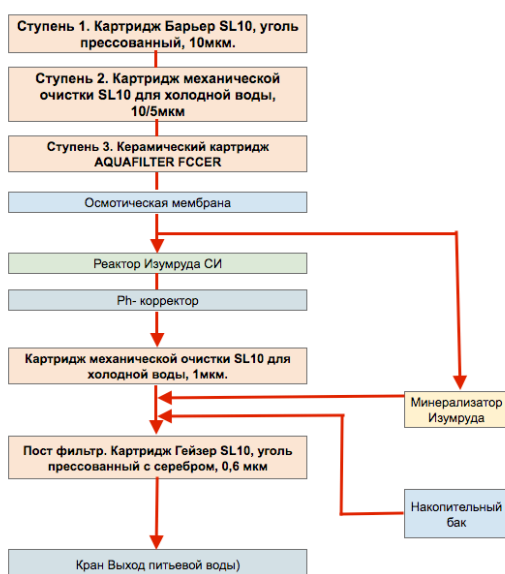 Ступень 1. Картридж Барьер SL10, уголь
прессованный, 10мкм.
Ступень 2. Картридж механической
очистки SL10 для холодной воды,
10/5мкм
Ступень 3. Керамический картридж
AQUAFILTER FCCER
Осмотическая мембрана
Реактор Изумруда СИ
Ph- корректор
Картридж механической очистки SL10 для
холодной воды, 1мкм.
Минерализатор
Изумруда
Пост фильтр. Картридж Гейзер SL10, уголь
прессованный с серебром, 0,6 мкм
Накопительный
бак
Кран Выход питьевой воды)